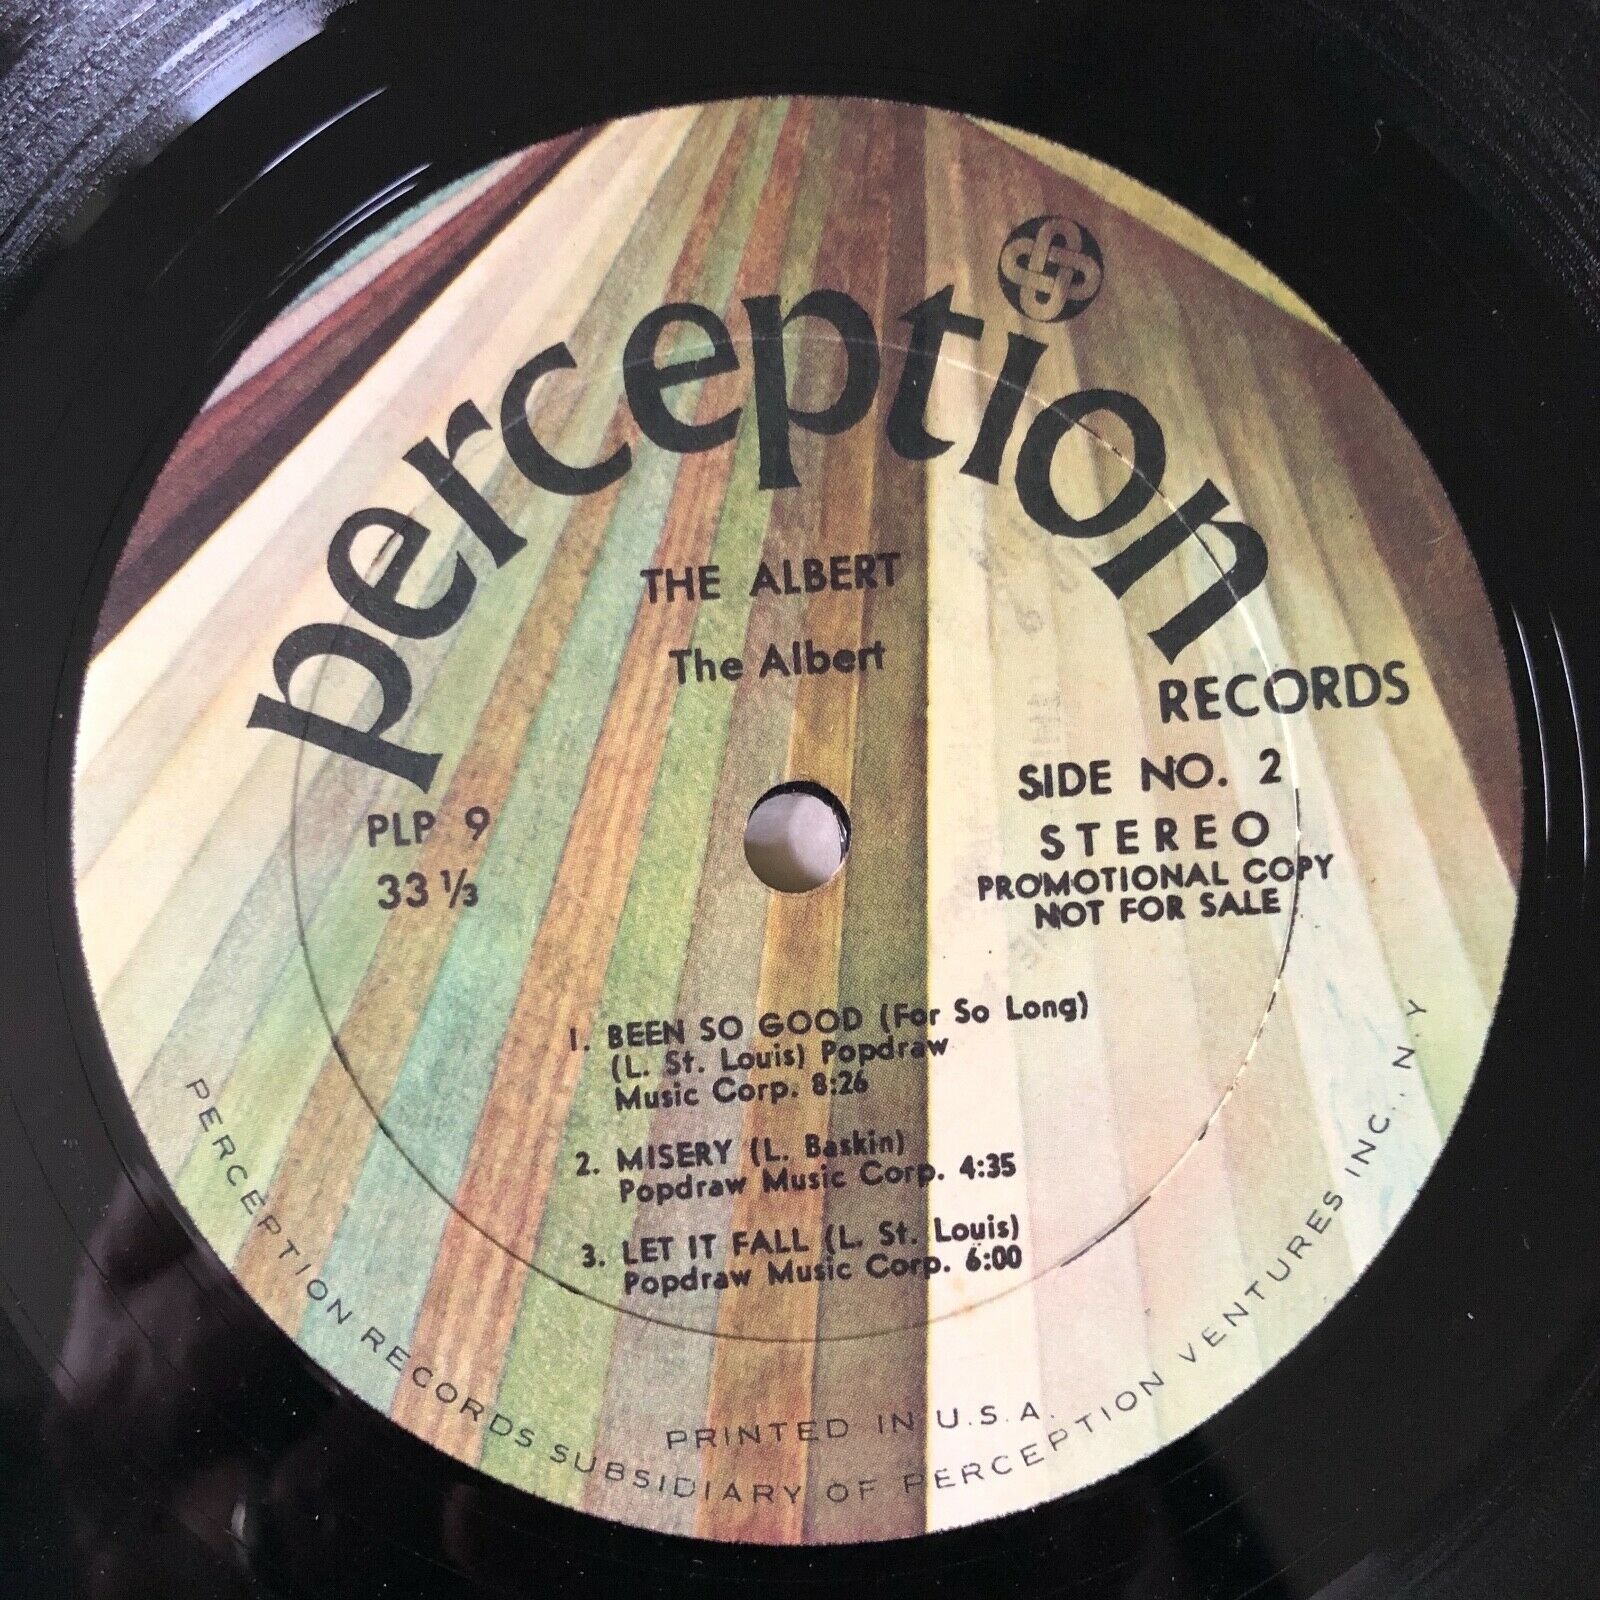 perception
RECORDS
THE ALBERT
The Albert
SIDE NO. 2
STEREO
PROMOTIONAL COPY
NOT FOR SALE
PLP 9
33 ⅓
1. BEEN SO GOOD (For So Long)
(L. St. Louis) Popdraw
Music Corp. 8:26
2. MISERY (L. Baskin)
Popdraw Music Corp. 4:35
3. LET IT FALL (L. St. Louis)
Popdraw Music Corp. 6:00
PRINTED IN U.S.A.
PERCEPTION RECORDS SUBSIDIARY OF PERCEPTION VENTURES INC., N.Y